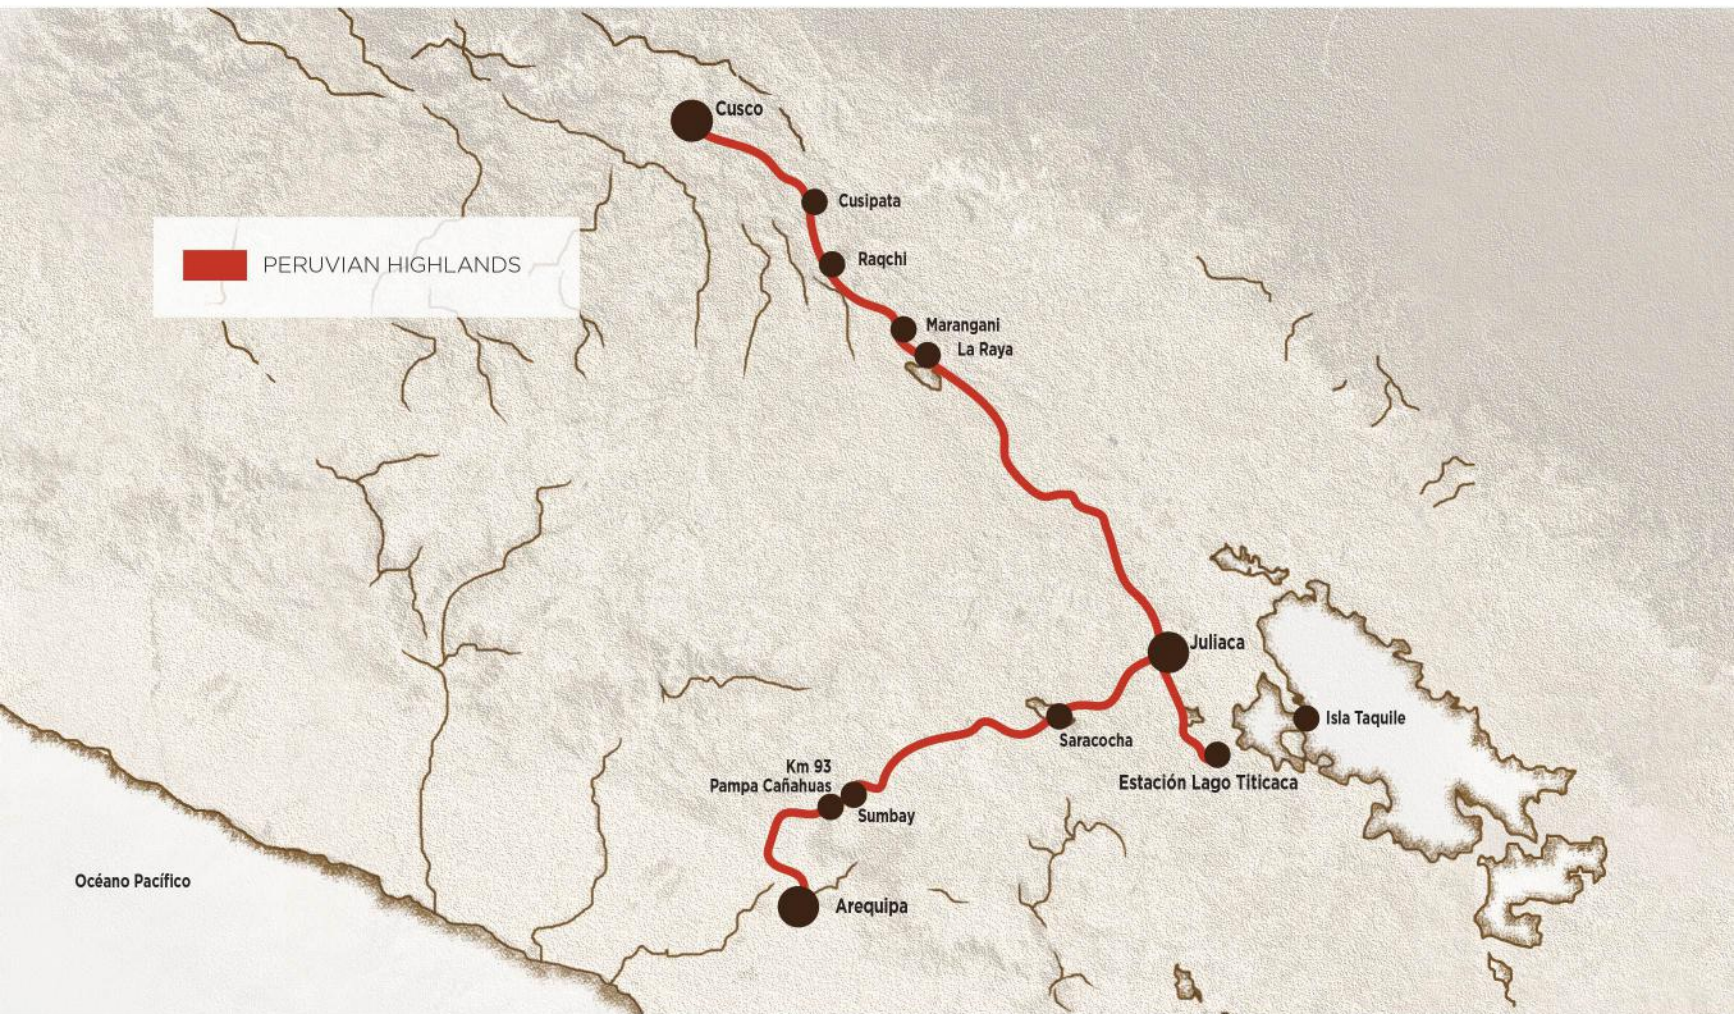 Cusco
Cusipata
PERUVIAN HIGHLANDS
Raqchi
Marangani
La Raya
Juliaca
Isla Taquile
Saracocha
Km 93
Pampa Cañahuas
Estación Lago Titicaca
Sumbay
Océano Pacífico
Arequipa